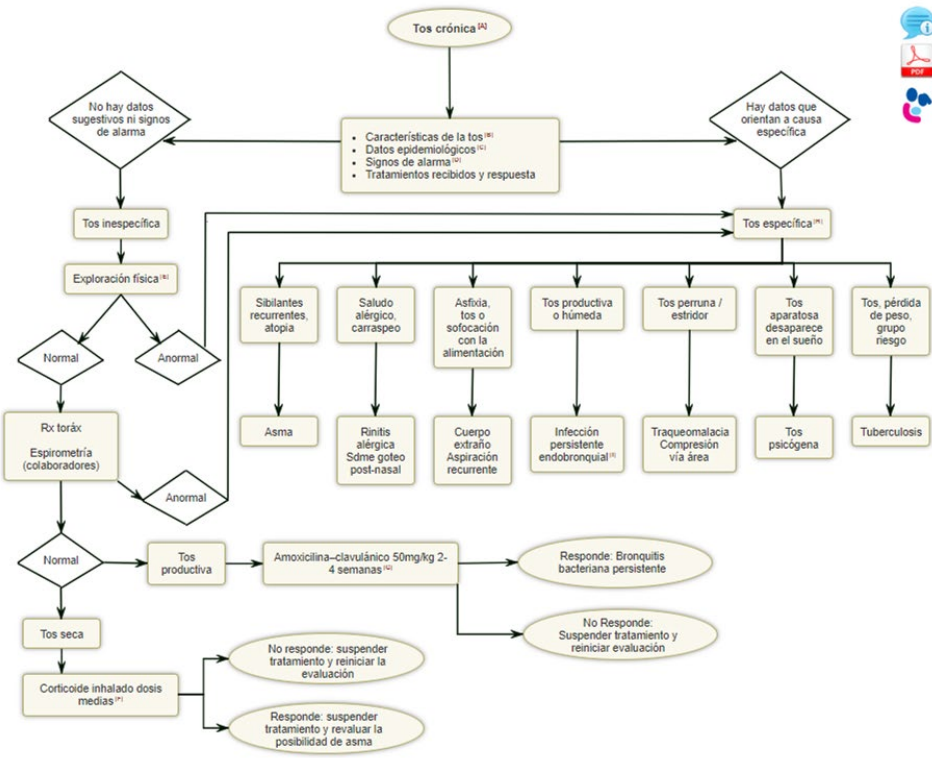 Tos crónica [A]
No hay datos
sugestivos ni signos
de alarma
• Características de la tos [B]
• Datos epidemiológicos [C]
• Signos de alarma [D]
• Tratamientos recibidos y respuesta
Hay datos que
orientan a causa
específica
PDF
Tos inespecífica
Tos específica
Exploración física [E]
Sibilantes
recurrentes,
atopia
Saludo
alérgico,
carraspeo
Asfixia,
tos o
sofocación
con la
alimentación
Tos productiva
o húmeda
Tos perruna /
estridor
Tos
aparatosa
desaparece
en el sueño
Tos, pérdida
de peso,
grupo
riesgo
Normal
Anormal
Rx toráx
Espirometría
(colaboradores)
Asma
Rinitis
alérgica
Sdme goteo
post-nasal
Cuerpo
extraño
Aspiración
recurrente
Infección
persistente
endobronquial
Traqueomalacia
Compresión
vía área
Tos
psicógena
Tuberculosis
Anormal
Normal
Tos
productiva
Amoxicilina–clavulánico 50mg/kg 2-
4 semanas [G]
Responde: Bronquitis
bacteriana persistente
No Responde:
Suspender tratamiento y
reiniciar evaluación
Tos seca
Corticoide inhalado dosis
medias [F]
No responde: suspender
tratamiento y reiniciar la
evaluación
Responde: suspender
tratamiento y revaluar la
posibilidad de asma